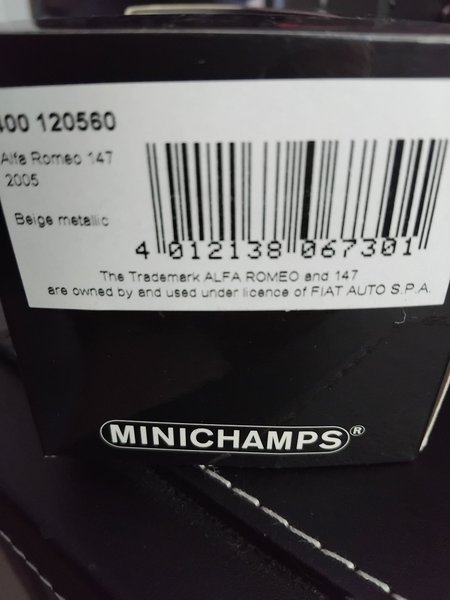 400 120560
Alfa Romeo 147
2005
Beige metallic
4 012138 067301
The Trademark ALFA ROMEO and 147
are owned by and used under licence of FIAT AUTO S.P.A.
MINICHAMPS®